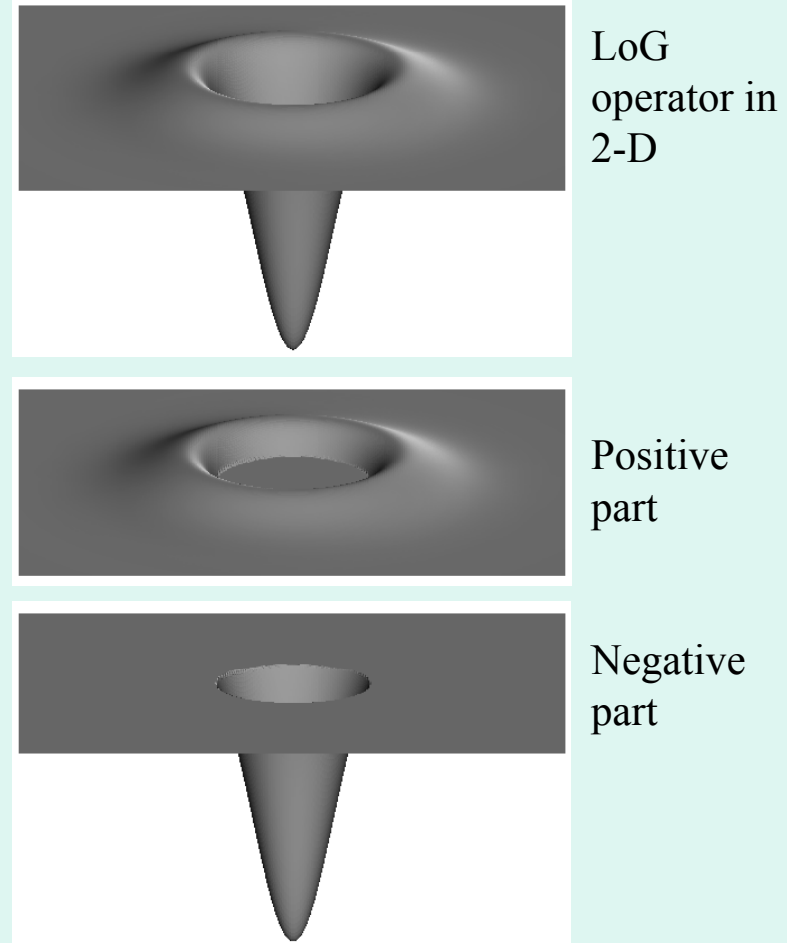 LoG
operator in
2-D
Positive
part
Negative
part